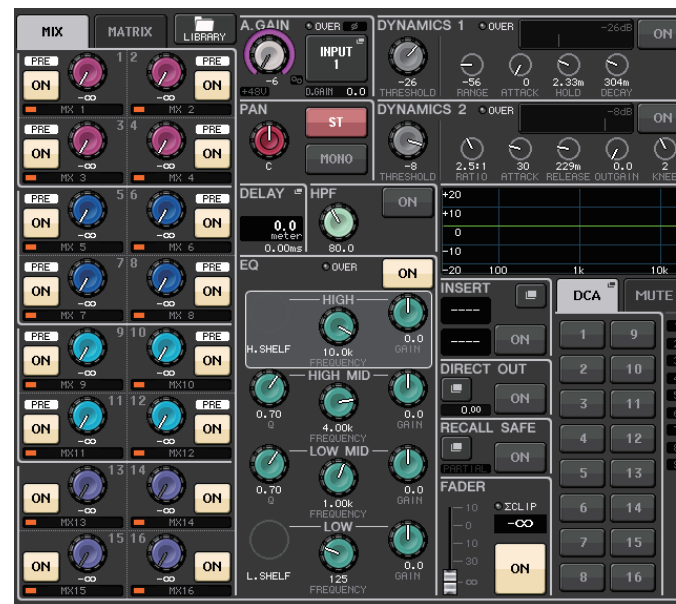 MIX
MATRIX
LIBRARY
PRE
1 2
PRE
ON
ON
-∞
-∞
MX 1
MX 2
PRE
3 4
PRE
ON
ON
-∞
-∞
MX 3
MX 4
PRE
5 6
PRE
ON
ON
-∞
-∞
MX 5
MX 6
PRE
7 8
PRE
ON
ON
-∞
-∞
MX 7
MX 8
PRE
9 10
PRE
ON
ON
-∞
-∞
MX 9
MX10
PRE
11 12
PRE
ON
ON
-∞
-∞
MX11
MX12
13 14
ON
ON
-∞
-∞
MX13
MX14
15 16
ON
ON
-∞
-∞
MX15
MX16
A.GAIN
OVER ø
INPUT
1
-6
+48V
D.GAIN 0.0
PAN
ST
MONO
C
DELAY
0.0
meter
0.00ms
HPF
ON
80.0
EQ
OVER
ON
HIGH
H.SHELF
10.0k
FREQUENCY
0.0
GAIN
HIGH MID
0.70
Q
4.00k
FREQUENCY
0.0
GAIN
LOW MID
0.70
Q
1.00k
FREQUENCY
0.0
GAIN
LOW
L.SHELF
125
FREQUENCY
0.0
GAIN
DYNAMICS 1
OVER
-26dB
ON
-26
THRESHOLD
-56
RANGE
0
ATTACK
2.33m
HOLD
304m
DECAY
DYNAMICS 2
OVER
-8dB
ON
-8
THRESHOLD
2.5:1
RATIO
30
ATTACK
229m
RELEASE
0.0
OUTGAIN
2
KNEE
+20
+10
0
-10
-20
100
1k
10k
INSERT
----
----
ON
DIRECT OUT
0.00
ON
RECALL SAFE
PARTIAL
ON
FADER
10
0
10
30
∞
ΣCLIP
-∞
ON
DCA
MUTE
1
9
2
10
3
11
4
12
5
13
6
14
7
15
8
16